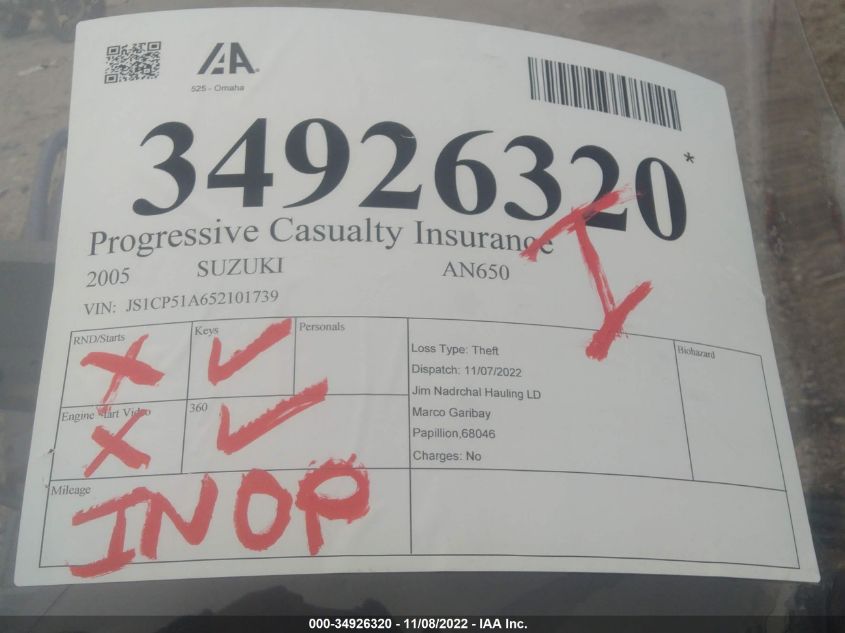 IAA.
525 - Omaha
34926320*
Progressive Casualty Insurance
I
2005 SUZUKI AN650
VIN: JS1CP51A652101739
RND/Starts
X
Keys
✓
Personals
Engine Start Video
X
360
✓
Mileage
INOP
Loss Type: Theft
Dispatch: 11/07/2022
Jim Nadrchal Hauling LD
Marco Garibay
Papillion,68046
Charges: No
Biohazard
000-34926320 - 11/08/2022 - IAA Inc.